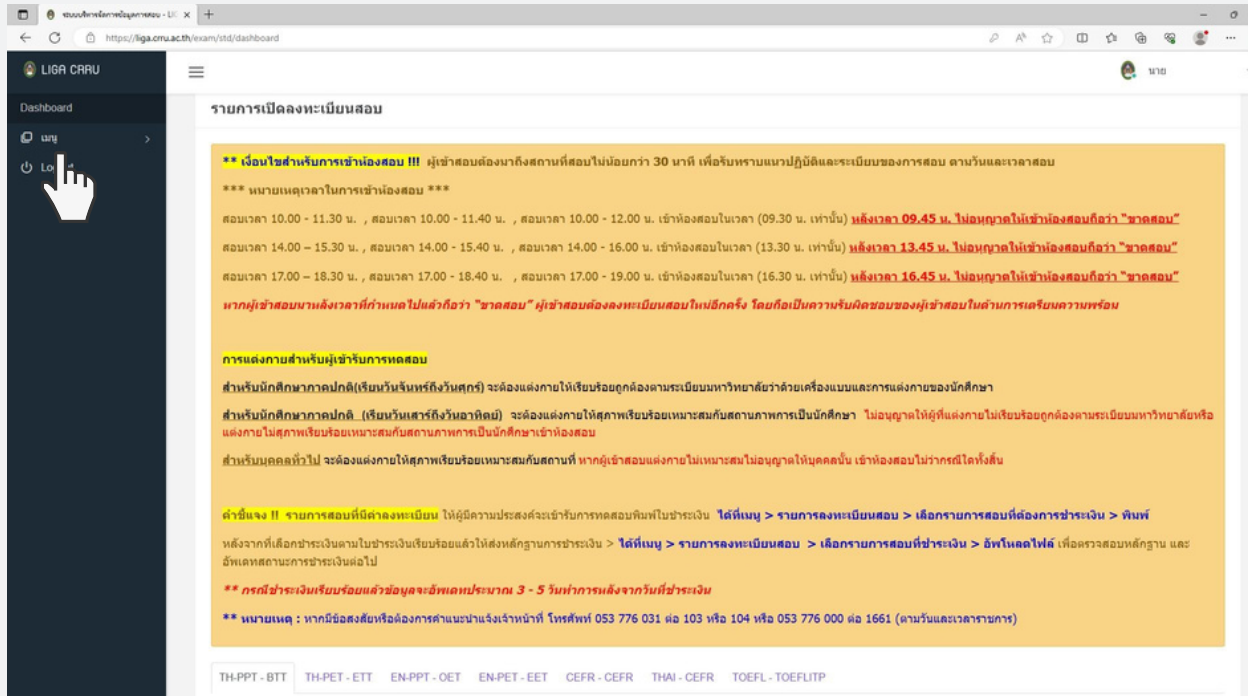 ระบบบริหารจัดการข้อมูลการสอบ - LIG
https://liga.crru.ac.th/exam/std/dashboard
LIGA CRRU
นาย
Dashboard
รายการเปิดลงทะเบียนสอบ
เมนู
** เงื่อนไขสำหรับการเข้าห้องสอบ !!! ผู้เข้าสอบต้องมาถึงสถานที่สอบไม่น้อยกว่า 30 นาที เพื่อรับทราบแนวปฏิบัติและระเบียบของการสอบ ตามวันและเวลาสอบ
*** หมายเหตุเวลาในการเข้าห้องสอบ ***
สอบเวลา 10.00 - 11.30 น. , สอบเวลา 10.00 - 11.40 น. , สอบเวลา 10.00 - 12.00 น. เข้าห้องสอบในเวลา (09.30 น. เท่านั้น) หลังเวลา 09.45 น. ไม่อนุญาตให้เข้าห้องสอบถือว่า "ขาดสอบ"
สอบเวลา 14.00 – 15.30 น. , สอบเวลา 14.00 - 15.40 น. , สอบเวลา 14.00 - 16.00 น. เข้าห้องสอบในเวลา (13.30 น. เท่านั้น) หลังเวลา 13.45 น. ไม่อนุญาตให้เข้าห้องสอบถือว่า "ขาดสอบ"
สอบเวลา 17.00 – 18.30 น. , สอบเวลา 17.00 - 18.40 น. , สอบเวลา 17.00 - 19.00 น. เข้าห้องสอบในเวลา (16.30 น. เท่านั้น) หลังเวลา 16.45 น. ไม่อนุญาตให้เข้าห้องสอบถือว่า "ขาดสอบ"
หากผู้เข้าสอบมาหลังเวลาที่กำหนดไปแล้วถือว่า "ขาดสอบ" ผู้เข้าสอบต้องลงทะเบียนสอบใหม่อีกครั้ง โดยถือเป็นความรับผิดชอบของผู้เข้าสอบในด้านการเตรียมความพร้อม
การแต่งกายสำหรับผู้เข้ารับการทดสอบ
สำหรับนักศึกษาภาคปกติ(เรียนวันจันทร์ถึงวันศุกร์) จะต้องแต่งกายให้เรียบร้อยถูกต้องตามระเบียบมหาวิทยาลัยว่าด้วยเครื่องแบบและการแต่งกายของนักศึกษา
สำหรับนักศึกษาภาคปกติ (เรียนวันเสาร์ถึงวันอาทิตย์) จะต้องแต่งกายให้สุภาพเรียบร้อยเหมาะสมกับสถานภาพการเป็นนักศึกษา ไม่อนุญาตให้ผู้ที่แต่งกายไม่เรียบร้อยถูกต้องตามระเบียบมหาวิทยาลัยหรือ
แต่งกายไม่สุภาพเรียบร้อยเหมาะสมกับสถานภาพการเป็นนักศึกษาเข้าห้องสอบ
สำหรับบุคคลทั่วไป จะต้องแต่งกายให้สุภาพเรียบร้อยเหมาะสมกับสถานที่ หากผู้เข้าสอบแต่งกายไม่เหมาะสมไม่อนุญาตให้บุคคลนั้น เข้าห้องสอบไม่ว่ากรณีใดทั้งสิ้น
คำชี้แจง !! รายการสอบที่มีค่าลงทะเบียน ให้ผู้มีความประสงค์จะเข้ารับการทดสอบพิมพ์ใบชำระเงิน ได้ที่เมนู > รายการลงทะเบียนสอบ > เลือกรายการสอบที่ต้องการชำระเงิน > พิมพ์
หลังจากที่เลือกชำระเงินตามใบชำระเงินเรียบร้อยแล้วให้ส่งหลักฐานการชำระเงิน > ได้ที่เมนู > รายการลงทะเบียนสอบ > เลือกรายการสอบที่ชำระเงิน > อัพโหลดไฟล์ เพื่อตรวจสอบหลักฐาน และ
อัพเดทสถานะการชำระเงินต่อไป
** กรณีชำระเงินเรียบร้อยแล้วข้อมูลจะอัพเดทประมาณ 3 - 5 วันทำการหลังจากวันที่ชำระเงิน
** หมายเหตุ : หากมีข้อสงสัยหรือต้องการคำแนะนำแจ้งเจ้าหน้าที่ โทรศัพท์ 053 776 031 ต่อ 103 หรือ 104 หรือ 053 776 000 ต่อ 1661 (ตามวันและเวลาราชการ)
TH-PPT - BTT TH-PET - ETT EN-PPT - OET EN-PET - EET CEFR - CEFR THAI - CEFR TOEFL - TOEFLITP